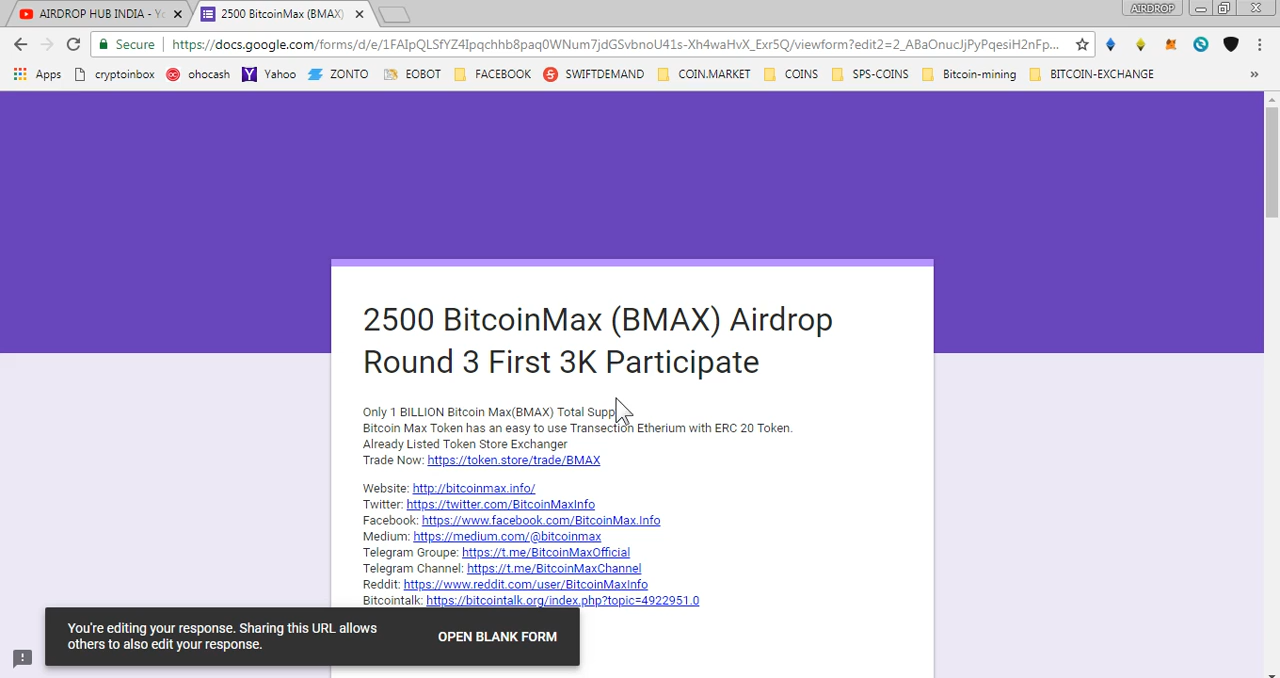 AIRDROP HUB INDIA - Yo
2500 BitcoinMax (BMAX)
AIRDROP
Secure
https://docs.google.com/forms/d/e/1FAIpQLSfYZ4Ipqchhb8paq0WNum7jdGSvbnoU41s-Xh4waHvX_Exr5Q/viewform?edit2=2_ABaOnucJjPyPqesiH2nFp...
Apps cryptoinbox ohocash Yahoo ZONTO EOBOT FACEBOOK SWIFTDEMAND COIN.MARKET COINS SPS-COINS Bitcoin-mining BITCOIN-EXCHANGE »
2500 BitcoinMax (BMAX) Airdrop
Round 3 First 3K Participate
Only 1 BILLION Bitcoin Max(BMAX) Total Supp
Bitcoin Max Token has an easy to use Transection Etherium with ERC 20 Token.
Already Listed Token Store Exchanger
Trade Now: https://token.store/trade/BMAX
Website: http://bitcoinmax.info/
Twitter: https://twitter.com/BitcoinMaxInfo
Facebook: https://www.facebook.com/BitcoinMax.Info
Medium: https://medium.com/@bitcoinmax
Telegram Groupe: https://t.me/BitcoinMaxOfficial
Telegram Channel: https://t.me/BitcoinMaxChannel
Reddit: https://www.reddit.com/user/BitcoinMaxInfo
Bitcointalk: https://bitcointalk.org/index.php?topic=4922951.0
You're editing your response. Sharing this URL allows
others to also edit your response.
OPEN BLANK FORM